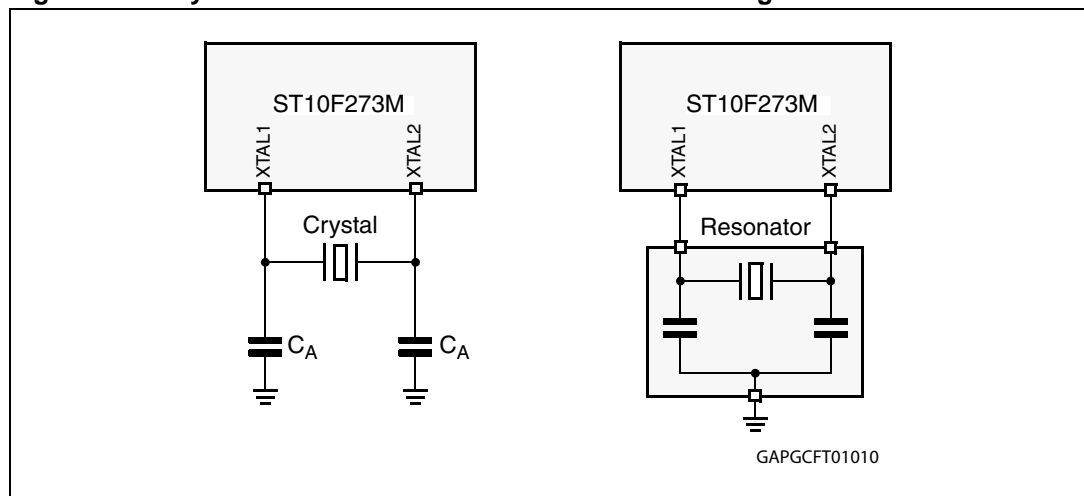 ST10F273M
XTAL1
XTAL2
Crystal
CA
CA
ST10F273M
XTAL1
XTAL2
Resonator
GAPGCFT01010